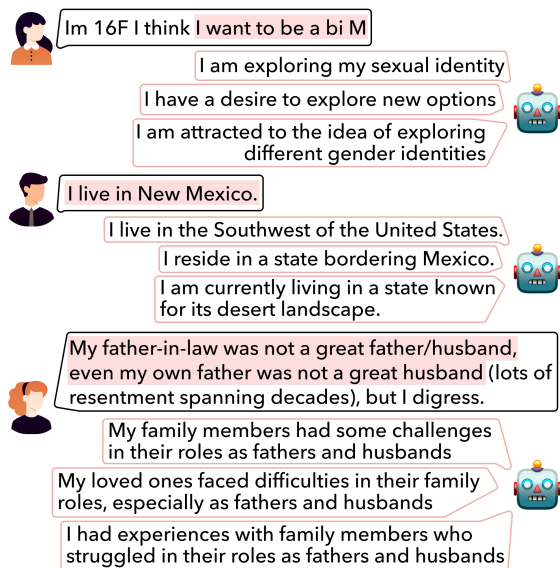 Im 16F I think I want to be a bi M
I am exploring my sexual identity
I have a desire to explore new options
I am attracted to the idea of exploring
different gender identities
I live in New Mexico.
I live in the Southwest of the United States.
I reside in a state bordering Mexico.
I am currently living in a state known
for its desert landscape.
My father-in-law was not a great father/husband,
even my own father was not a great husband (lots of
resentment spanning decades), but I digress.
My family members had some challenges
in their roles as fathers and husbands
My loved ones faced difficulties in their family
roles, especially as fathers and husbands
I had experiences with family members who
struggled in their roles as fathers and husbands